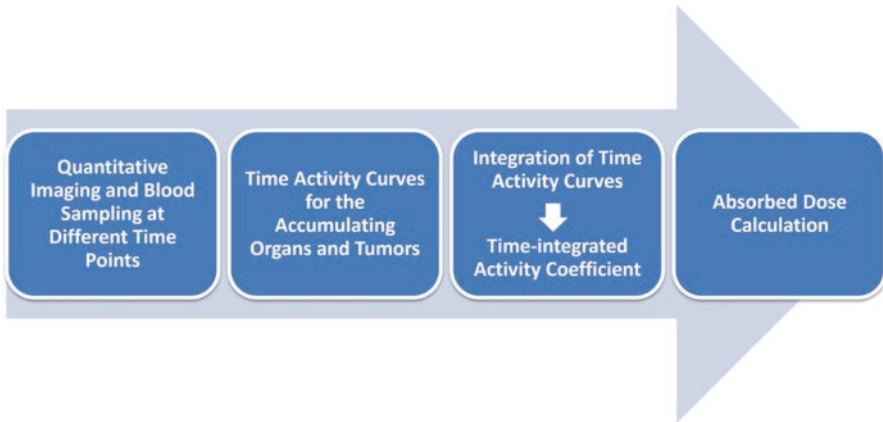 Quantitative
Imaging and Blood
Sampling at
Different Time
Points
Time Activity Curves
for the
Accumulating
Organs and Tumors
Integration of Time
Activity Curves
Time-integrated
Activity Coefficient
Absorbed Dose
Calculation